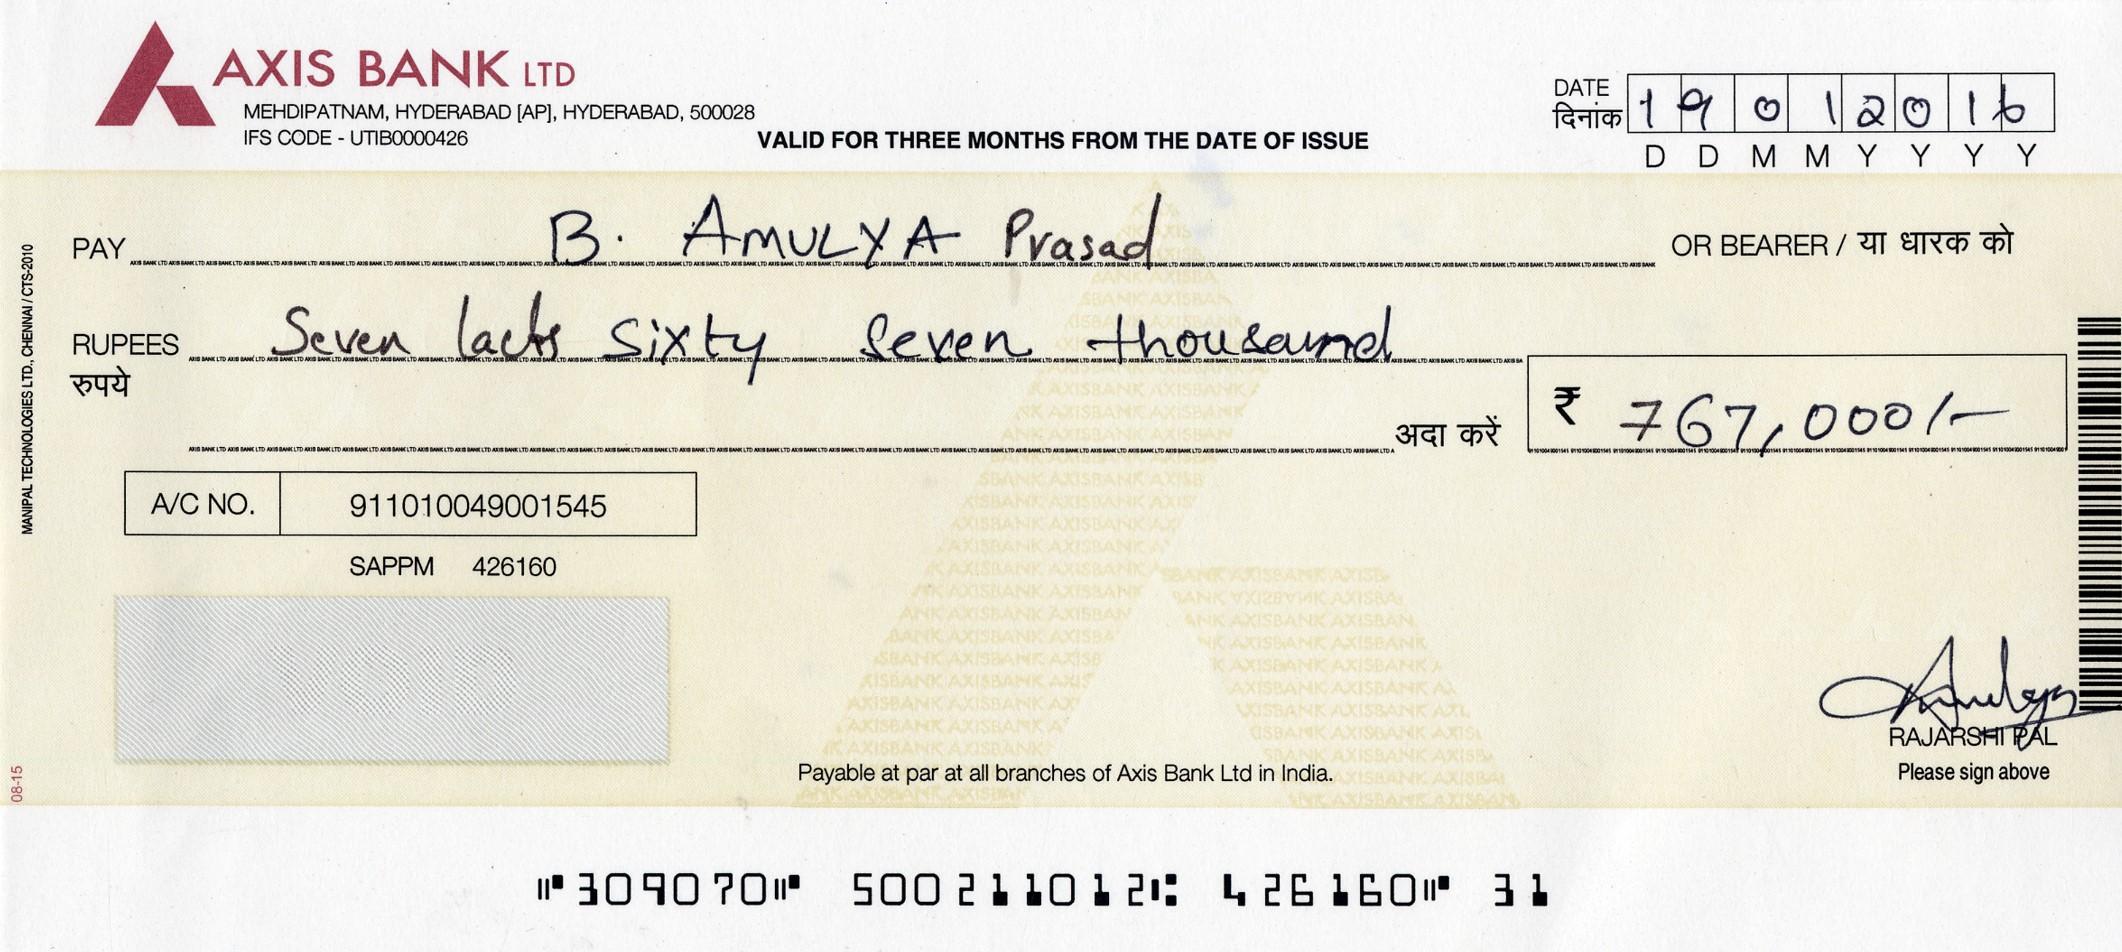 AXIS BANK LTD
MEHDIPATNAM, HYDERABAD [AP], HYDERABAD, 500028
IFS CODE - UTIB0000426
VALID FOR THREE MONTHS FROM THE DATE OF ISSUE
DATE
दिनांक 1 9 0 1 2 0 1 6
D D M M Y Y Y Y
PAY B. AMULYA Prasad OR BEARER / या धारक को
RUPEES Seven lacks Sixty Seven thousand
रुपये
अदा करें ₹ 767,000/-
A/C NO. 911010049001545
SAPPM 426160
VOID
RAJARSHI PAL
Payable at par at all branches of Axis Bank Ltd in India.
Please sign above
MANIPAL TECHNOLOGIES LTD, CHENNAI / CTS-2010
08-15
⑈309070⑈ 500211012⑆ 426160⑈ 31